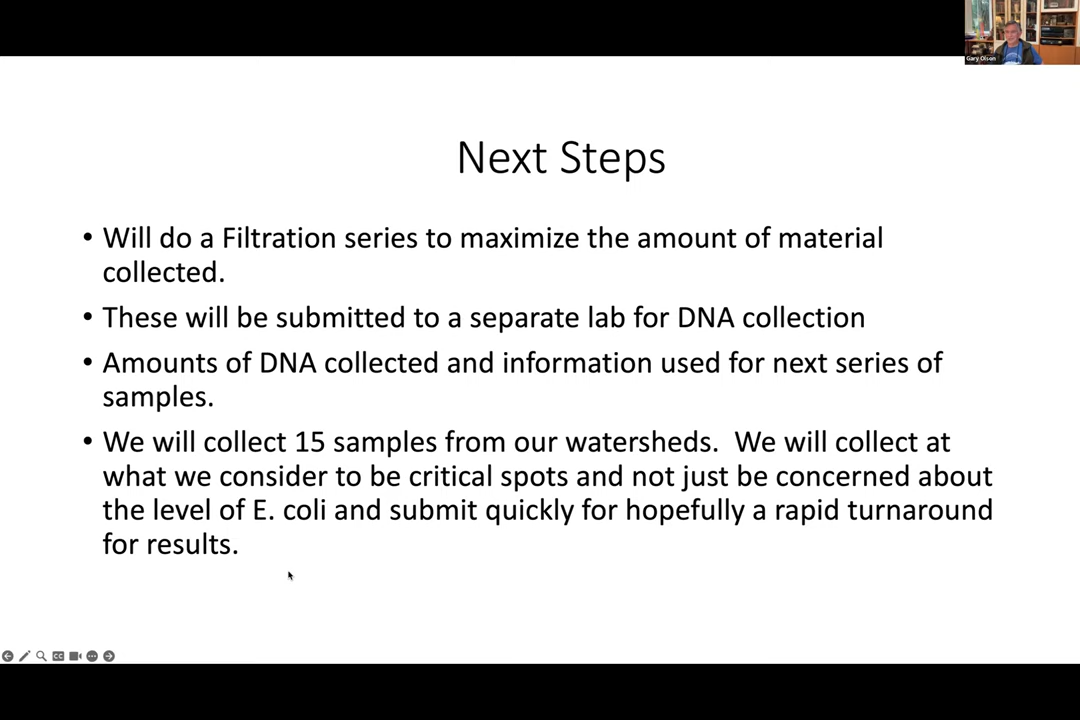 Gary Olson
Next Steps
• Will do a Filtration series to maximize the amount of material
collected.
• These will be submitted to a separate lab for DNA collection
• Amounts of DNA collected and information used for next series of
samples.
• We will collect 15 samples from our watersheds.  We will collect at
what we consider to be critical spots and not just be concerned about
the level of E. coli and submit quickly for hopefully a rapid turnaround
for results.
CC